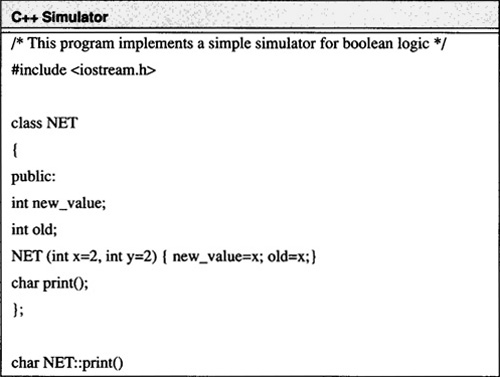 C++ Simulator
/* This program implements a simple simulator for boolean logic */
#include <iostream.h>
class NET
{
public:
int new_value;
int old;
NET (int x=2, int y=2) { new_value=x; old=x;}
char print();
};
char NET::print()